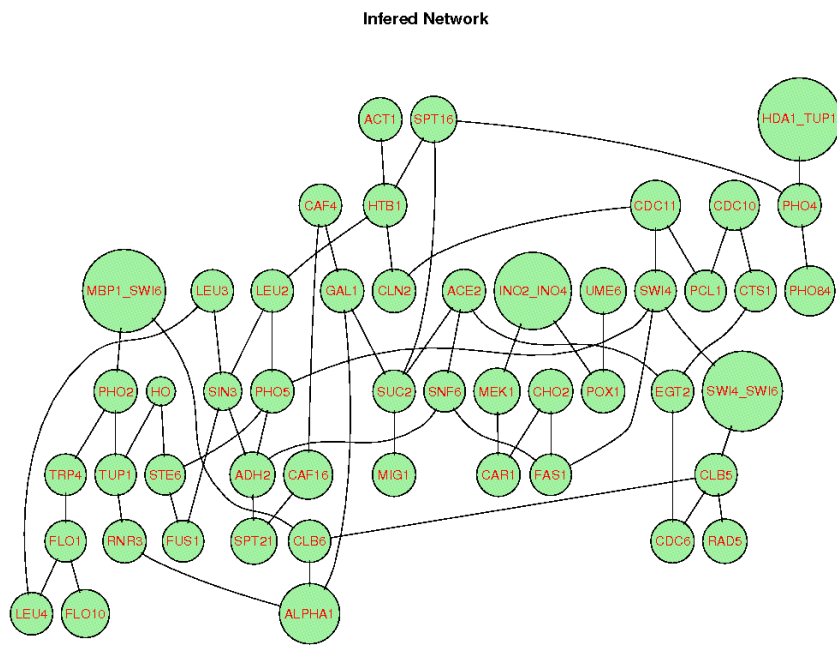 Infered Network
ACT1 SPT16 HDA1_TUP1
CAF4 HTB1 CDC11 CDC10 PHO4
MBP1_SWI6 LEU3 LEU2 GAL1 CLN2 ACE2 INO2_INO4 UME6 SWI4 PCL1 CTS1 PHO84
PHO2 HO SIN3 PHO5 SUC2 SNF6 MEK1 CHO2 POX1 EGT2 SWI4_SWI6
TRP4 TUP1 STE6 ADH2 CAF16 MIG1 CAR1 FAS1 CLB5
FLO1 RNR3 FUS1 SPT21 CLB6 CDC6 RAD5
LEU4 FLO10 ALPHA1